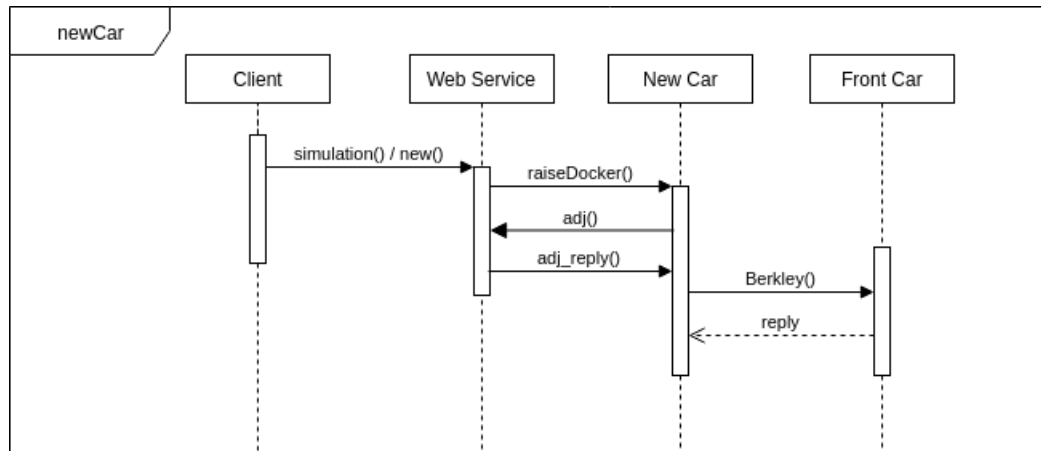 newCar
Client
Web Service
New Car
Front Car
simulation() / new()
raiseDocker()
adj()
adj_reply()
Berkley()
reply